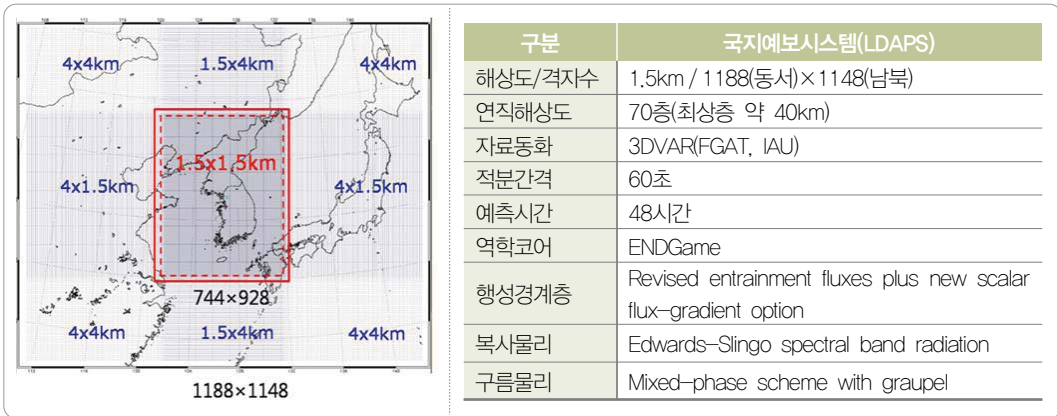 4x4km
1.5x4km
4x4km
1.5x1.5km
4x1.5km
4x1.5km
744×928
4x4km
1.5x4km
4x4km
1188×1148
구분 국지예보시스템(LDAPS)
해상도/격자수 1.5km / 1188(동서)×1148(남북)
연직해상도 70층(최상층 약 40km)
자료동화 3DVAR(FGAT, IAU)
적분간격 60초
예측시간 48시간
역학코어 ENDGame
행성경계층 Revised entrainment fluxes plus new scalar
flux-gradient option
복사물리 Edwards-Slingo spectral band radiation
구름물리 Mixed-phase scheme with graupel